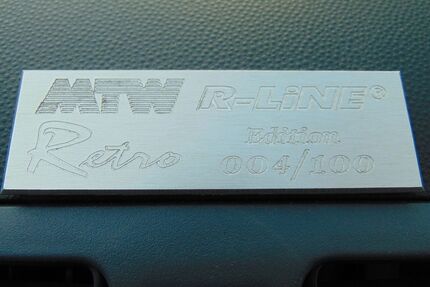 MTW R-LiNE®
Retro Edition
004/100